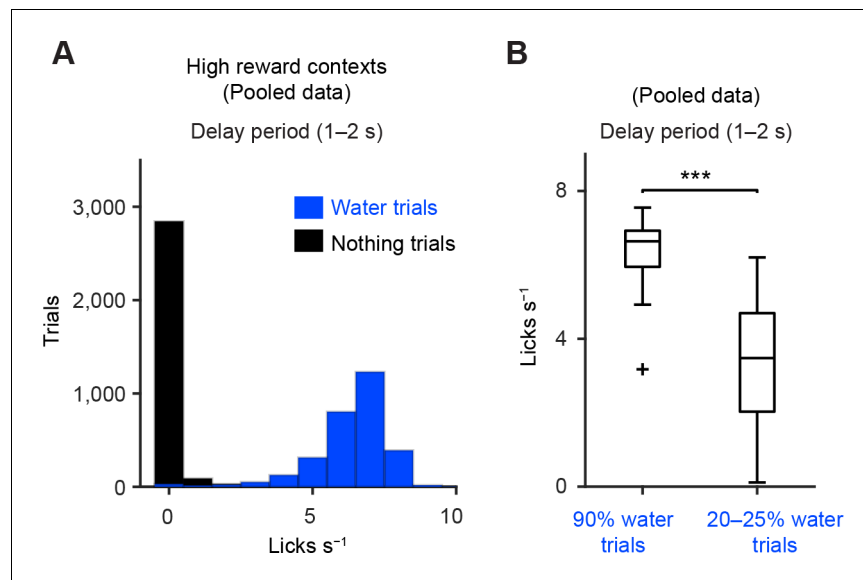 A
High reward contexts
(Pooled data)
Delay period (1–2 s)
3,000
2,000
1,000
0
Trials
Water trials
Nothing trials
0 5 10
Licks s⁻¹
B
(Pooled data)
Delay period (1–2 s)
***
8
4
0
Licks s⁻¹
90% water
trials
20–25% water
trials